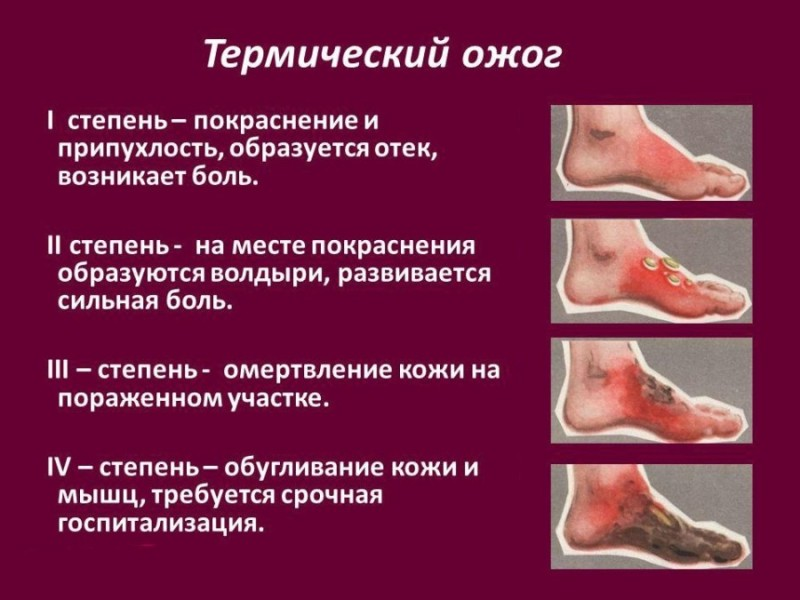 Термический ожог
I степень – покраснение и
припухлость, образуется отек,
возникает боль.
II степень - на месте покраснения
образуются волдыри, развивается
сильная боль.
III – степень - омертвление кожи на
пораженном участке.
IV – степень – обугливание кожи и
мышц, требуется срочная
госпитализация.